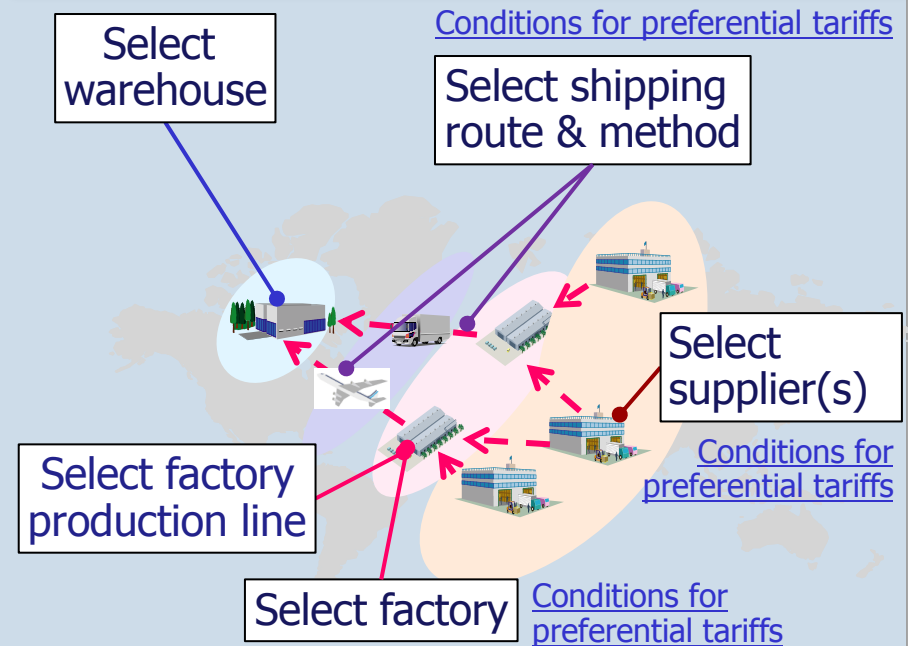 Conditions for preferential tariffs
Select
warehouse
Select shipping
route & method
Select
supplier(s)
Conditions for
preferential tariffs
Select factory
production line
Select factory
Conditions for
preferential tariffs